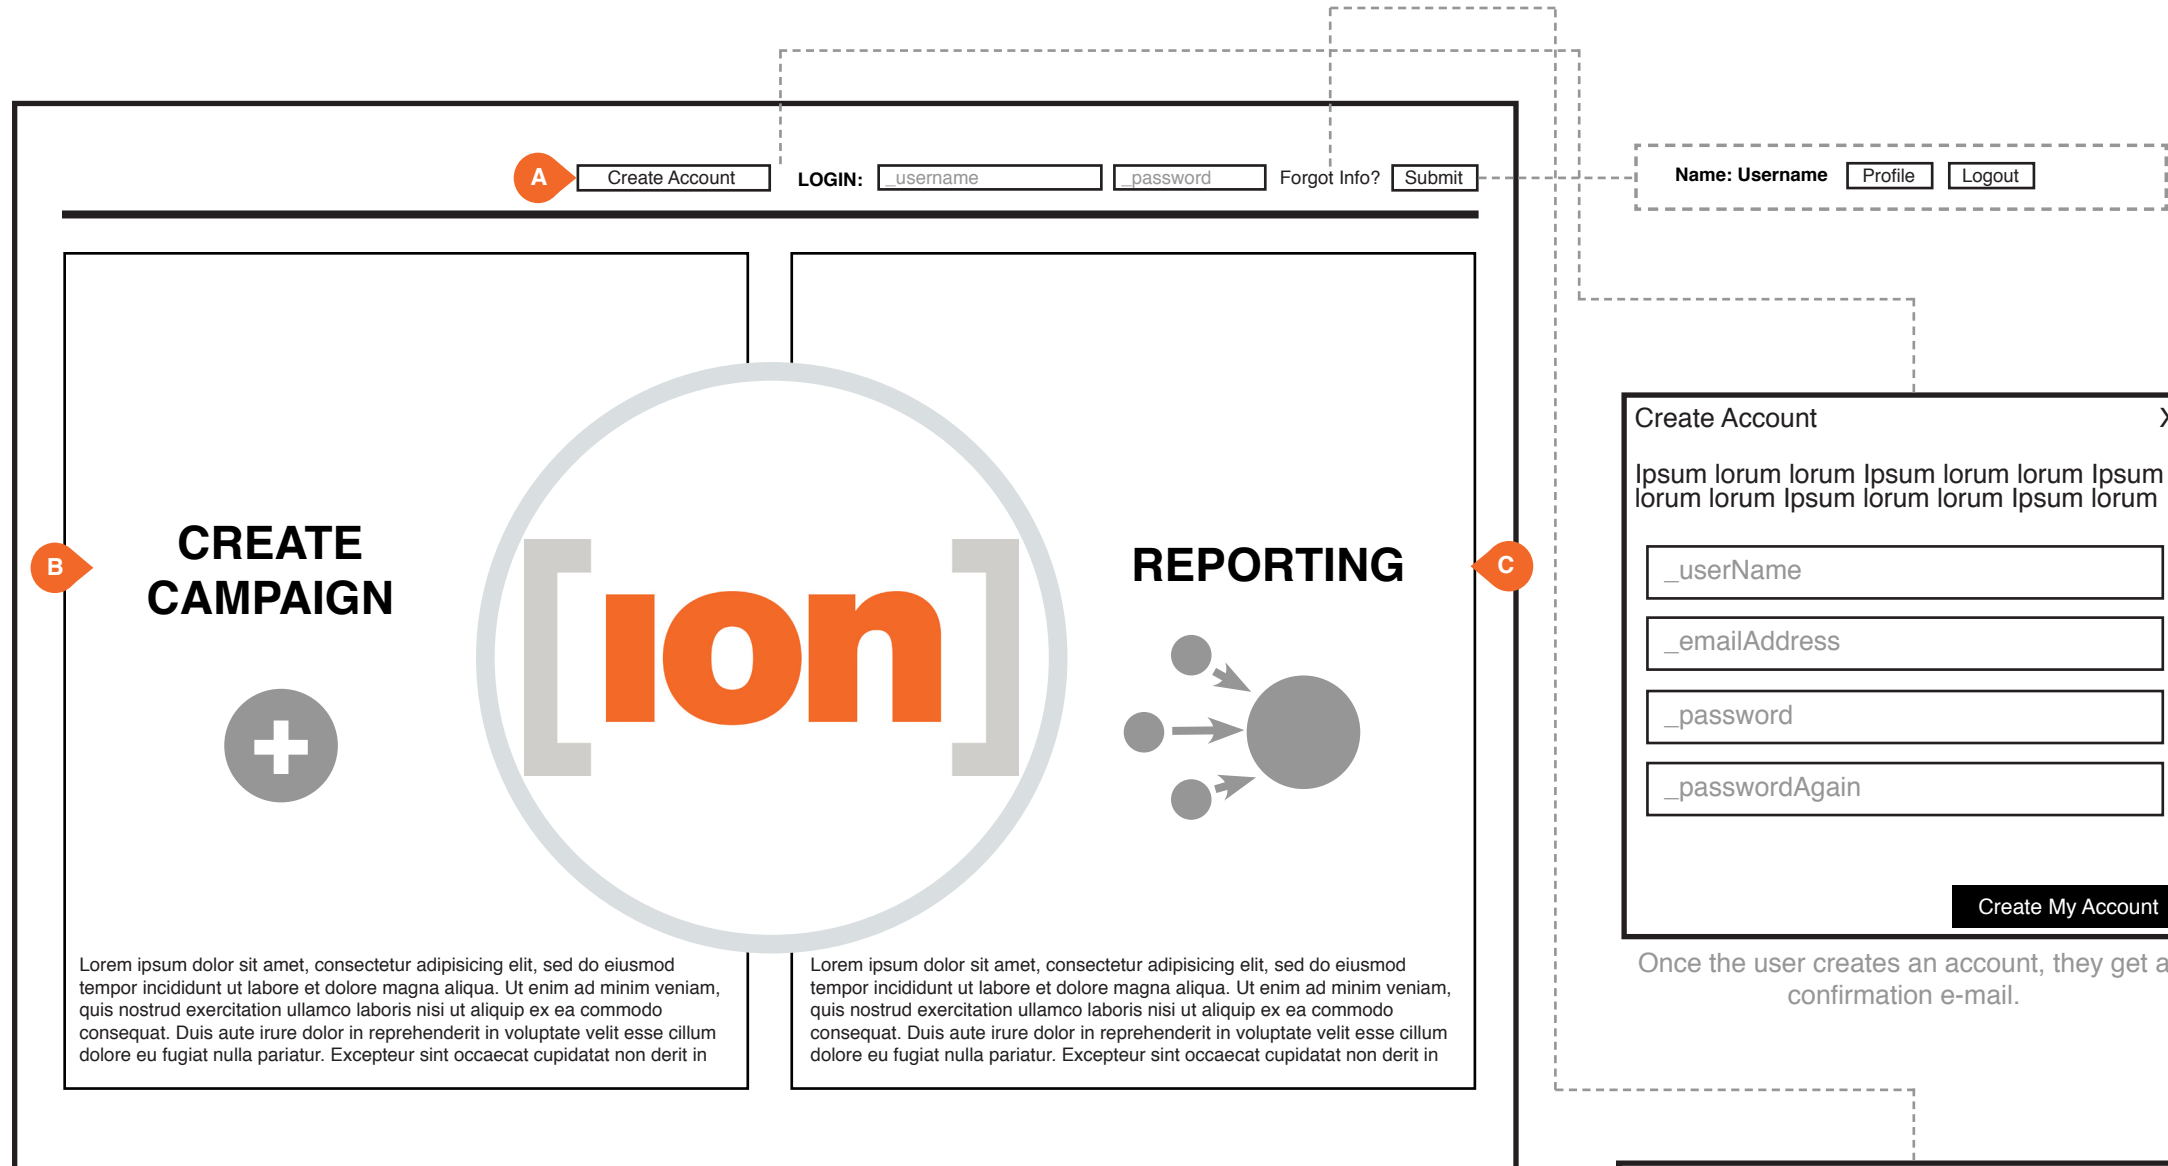 A
Create Account
LOGIN:
_username
_password
Forgot Info?
Submit
Name: Username
Profile
Logout
B
CREATE
CAMPAIGN
[ion]
REPORTING
C
Lorem ipsum dolor sit amet, consectetur adipisicing elit, sed do eiusmod
tempor incididunt ut labore et dolore magna aliqua. Ut enim ad minim veniam,
quis nostrud exercitation ullamco laboris nisi ut aliquip ex ea commodo
consequat. Duis aute irure dolor in reprehenderit in voluptate velit esse cillum
dolore eu fugiat nulla pariatur. Excepteur sint occaecat cupidatat non derit in
Lorem ipsum dolor sit amet, consectetur adipisicing elit, sed do eiusmod
tempor incididunt ut labore et dolore magna aliqua. Ut enim ad minim veniam,
quis nostrud exercitation ullamco laboris nisi ut aliquip ex ea commodo
consequat. Duis aute irure dolor in reprehenderit in voluptate velit esse cillum
dolore eu fugiat nulla pariatur. Excepteur sint occaecat cupidatat non derit in
Create Account X
Ipsum lorum lorum Ipsum lorum lorum Ipsum
lorum lorum Ipsum lorum lorum Ipsum lorum
_userName
_emailAddress
_password
_passwordAgain
Create My Account
Once the user creates an account, they get a
confirmation e-mail.